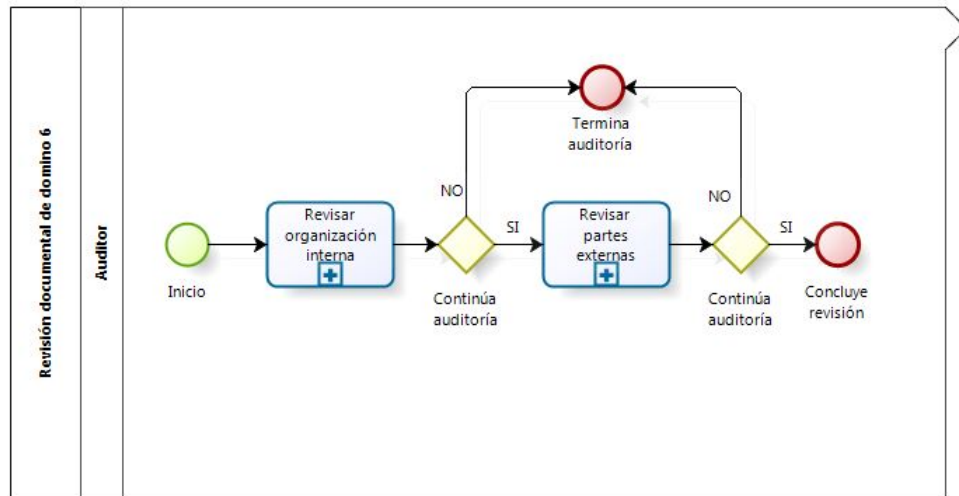 Revisión documental de domino 6
Auditor
Inicio
Revisar
organización
interna
NO
Continúa
auditoría
SI
Termina
auditoría
Revisar
partes
externas
NO
Continúa
auditoría
SI
Concluye
revisión